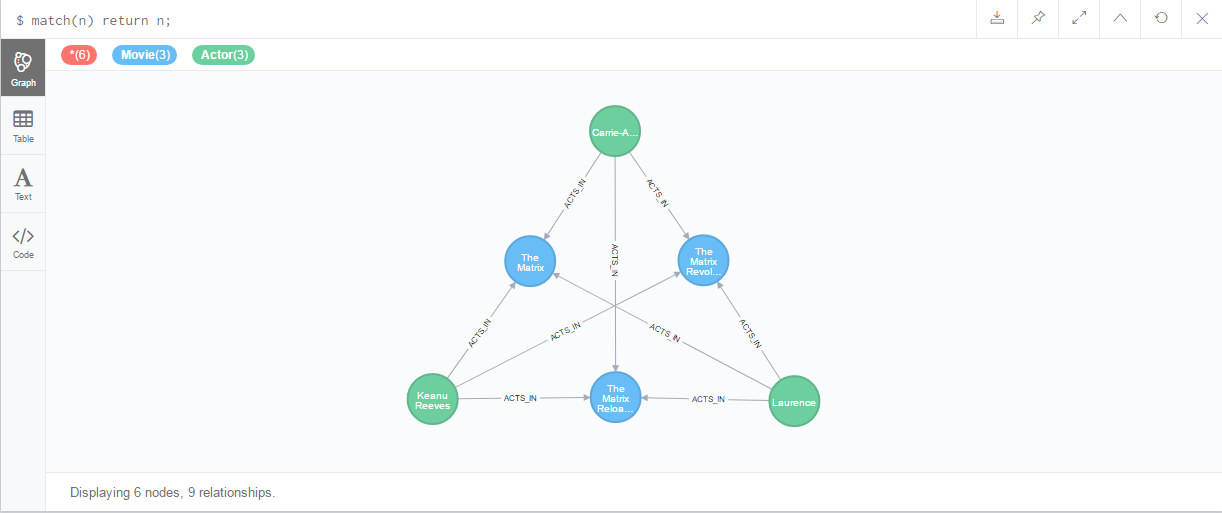 $ match(n) return n;
*(6) Movie(3) Actor(3)
Graph
Table
Text
Code
Carrie-A...
ACTS_IN
ACTS_IN
ACTS_IN
The
Matrix
The
Matrix
Revol...
ACTS_IN
ACTS_IN
ACTS_IN
ACTS_IN
Keanu
Reeves
ACTS_IN
The
Matrix
Reloa...
ACTS_IN
Laurence
Displaying 6 nodes, 9 relationships.